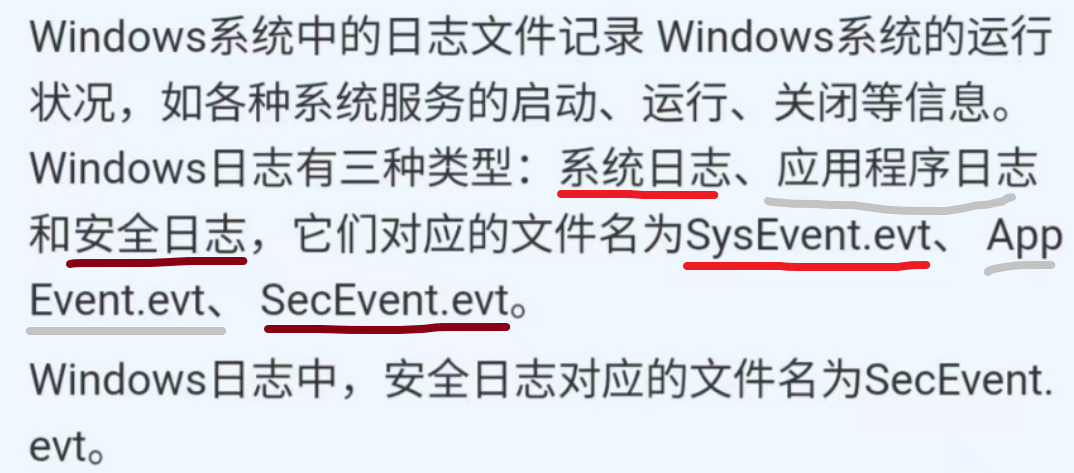 Windows系统中的日志文件记录 Windows系统的运行
状况，如各种系统服务的启动、运行、关闭等信息。
Windows日志有三种类型：系统日志、应用程序日志
和安全日志，它们对应的文件名为SysEvent.evt、 App
Event.evt、 SecEvent.evt。
Windows日志中，安全日志对应的文件名为SecEvent.
evt。